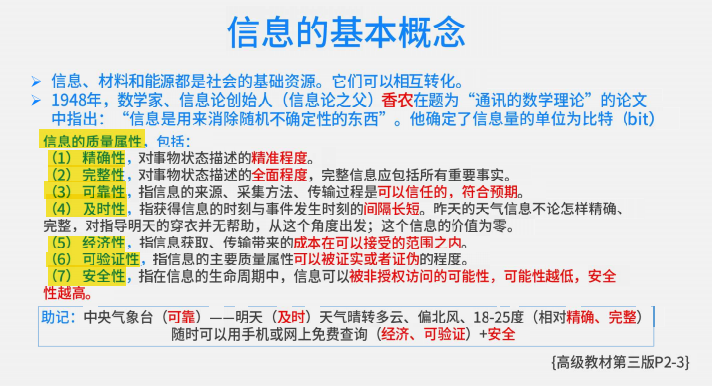 信息的基本概念
➢ 信息、材料和能源都是社会的基础资源。它们可以相互转化。
➢ 1948年，数学家、信息论创始人（信息论之父）香农在题为“通讯的数学理论”的论文
中指出：“信息是用来消除随机不确定性的东西”。他确定了信息量的单位为比特（bit）
信息的质量属性，包括：
（1） 精确性，对事物状态描述的精准程度。
（2） 完整性，对事物状态描述的全面程度，完整信息应包括所有重要事实。
（3） 可靠性，指信息的来源、采集方法、传输过程是可以信任的，符合预期。
（4） 及时性，指获得信息的时刻与事件发生时刻的间隔长短。昨天的天气信息不论怎样精确、
完整，对指导明天的穿衣并无帮助，从这个角度出发；这个信息的价值为零。
（5） 经济性，指信息获取、传输带来的成本在可以接受的范围之内。
（6） 可验证性，指信息的主要质量属性可以被证实或者证伪的程度。
（7） 安全性，指在信息的生命周期中，信息可以被非授权访问的可能性，可能性越低，安全
性越高。
助记：中央气象台（可靠）——明天（及时）天气晴转多云、偏北风、18-25度（相对精确、完整）
随时可以用手机或网上免费查询（经济、可验证）+安全
{高级教材第三版P2-3}